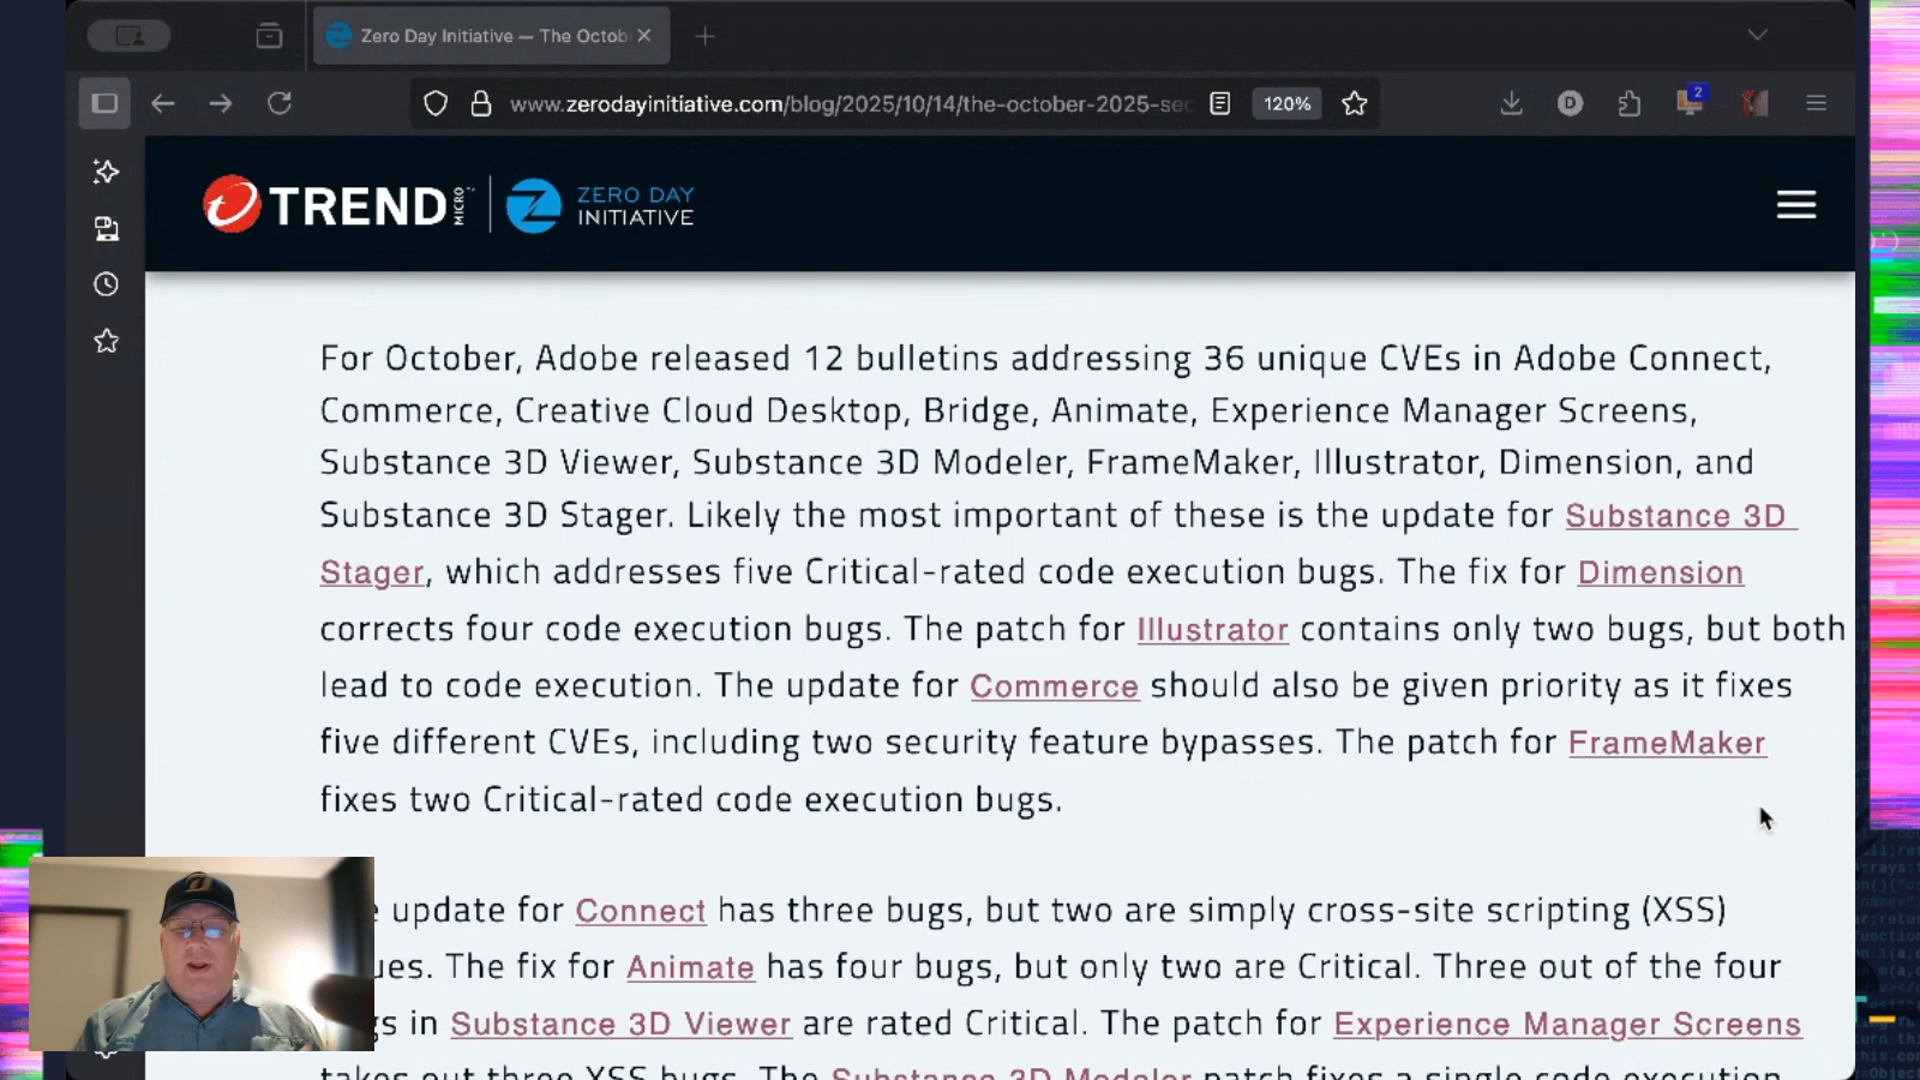 Zero Day Initiative — The Octob
www.zerodayinitiative.com/blog/2025/10/14/the-october-2025-sec
120%
D
2
TREND MICRO
ZERO DAY
INITIATIVE
For October, Adobe released 12 bulletins addressing 36 unique CVEs in Adobe Connect,
Commerce, Creative Cloud Desktop, Bridge, Animate, Experience Manager Screens,
Substance 3D Viewer, Substance 3D Modeler, FrameMaker, Illustrator, Dimension, and
Substance 3D Stager. Likely the most important of these is the update for Substance 3D
Stager, which addresses five Critical-rated code execution bugs. The fix for Dimension
corrects four code execution bugs. The patch for Illustrator contains only two bugs, but both
lead to code execution. The update for Commerce should also be given priority as it fixes
five different CVEs, including two security feature bypasses. The patch for FrameMaker
fixes two Critical-rated code execution bugs.
update for Connect has three bugs, but two are simply cross-site scripting (XSS)
ues. The fix for Animate has four bugs, but only two are Critical. Three out of the four
gs in Substance 3D Viewer are rated Critical. The patch for Experience Manager Screens
takes out three XSS bugs. The Substance 3D Modeler patch fixes a single code execution